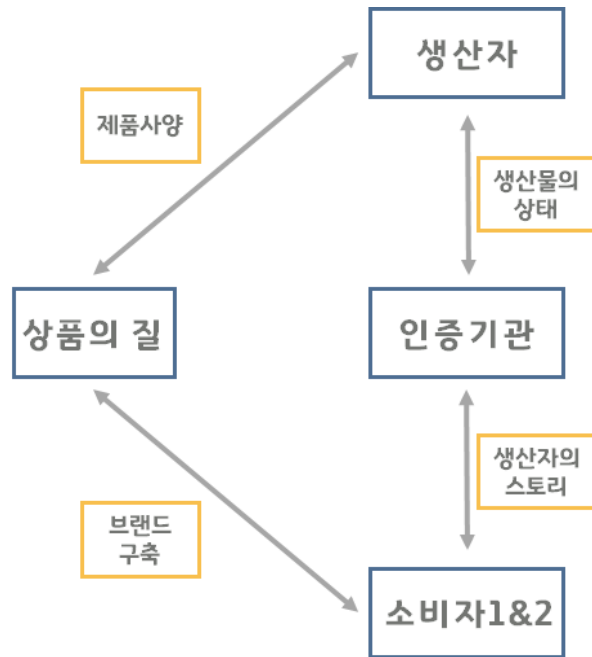 생산자
제품사양
생산물의
상태
상품의 질
인증기관
생산자의
스토리
브랜드
구축
소비자1&2